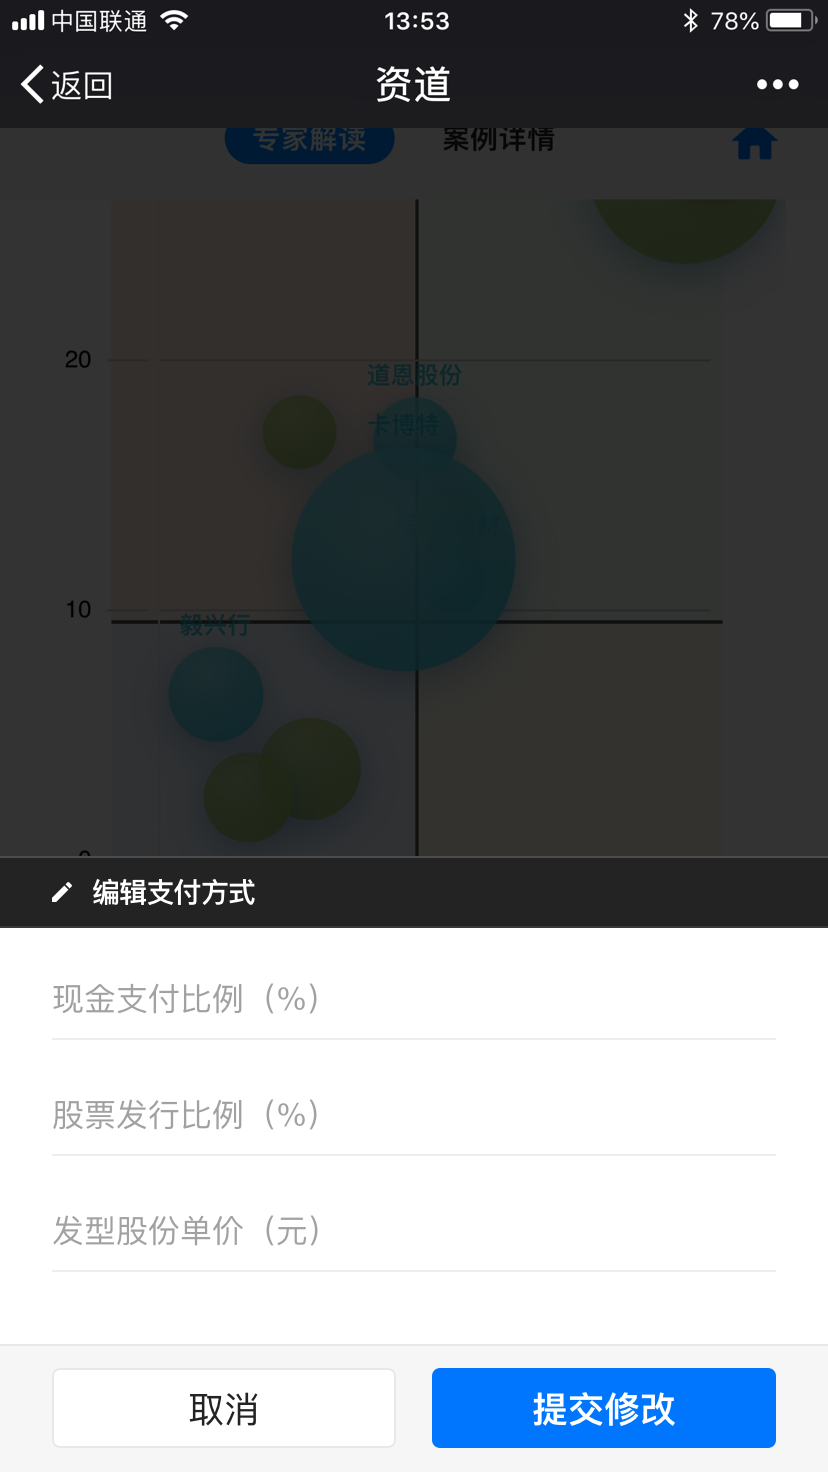 中国联通 13:53 78%
返回 资道
专家解读 案例详情
20
道恩股份
卡博特
10
毅兴行
0
编辑支付方式
现金支付比例（%）
股票发行比例（%）
发型股份单价（元）
取消 提交修改